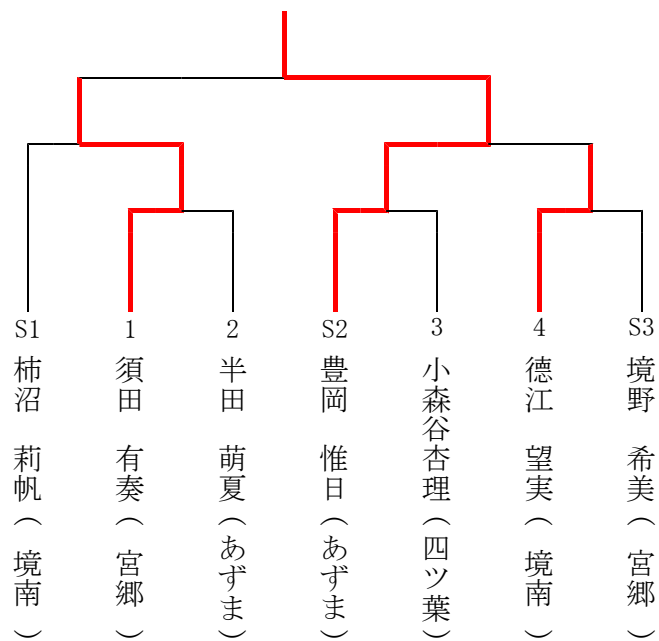 S1
1
2
S2
3
4
S3
柿沼　莉帆（　境南　）
須田　有奏（　宮郷　）
半田　萌夏（あずま）
豊岡　惟日（あずま）
小森谷杏理（四ツ葉）
德江　望実（　境南　）
境野　希美（　宮郷　）